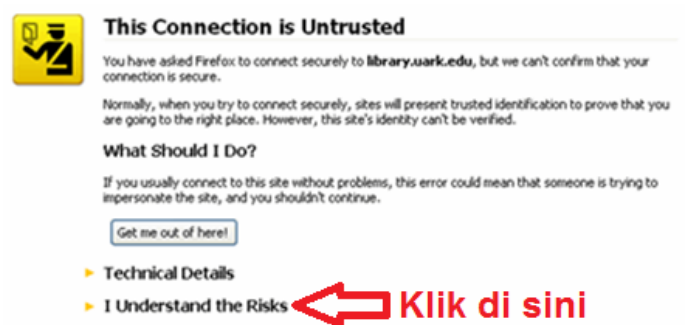 This Connection is Untrusted
You have asked Firefox to connect securely to library.uark.edu, but we can't confirm that your
connection is secure.
Normally, when you try to connect securely, sites will present trusted identification to prove that you
are going to the right place. However, this site's identity can't be verified.
What Should I Do?
If you usually connect to this site without problems, this error could mean that someone is trying to
impersonate the site, and you shouldn't continue.
Get me out of here!
Technical Details
I Understand the Risks Klik di sini